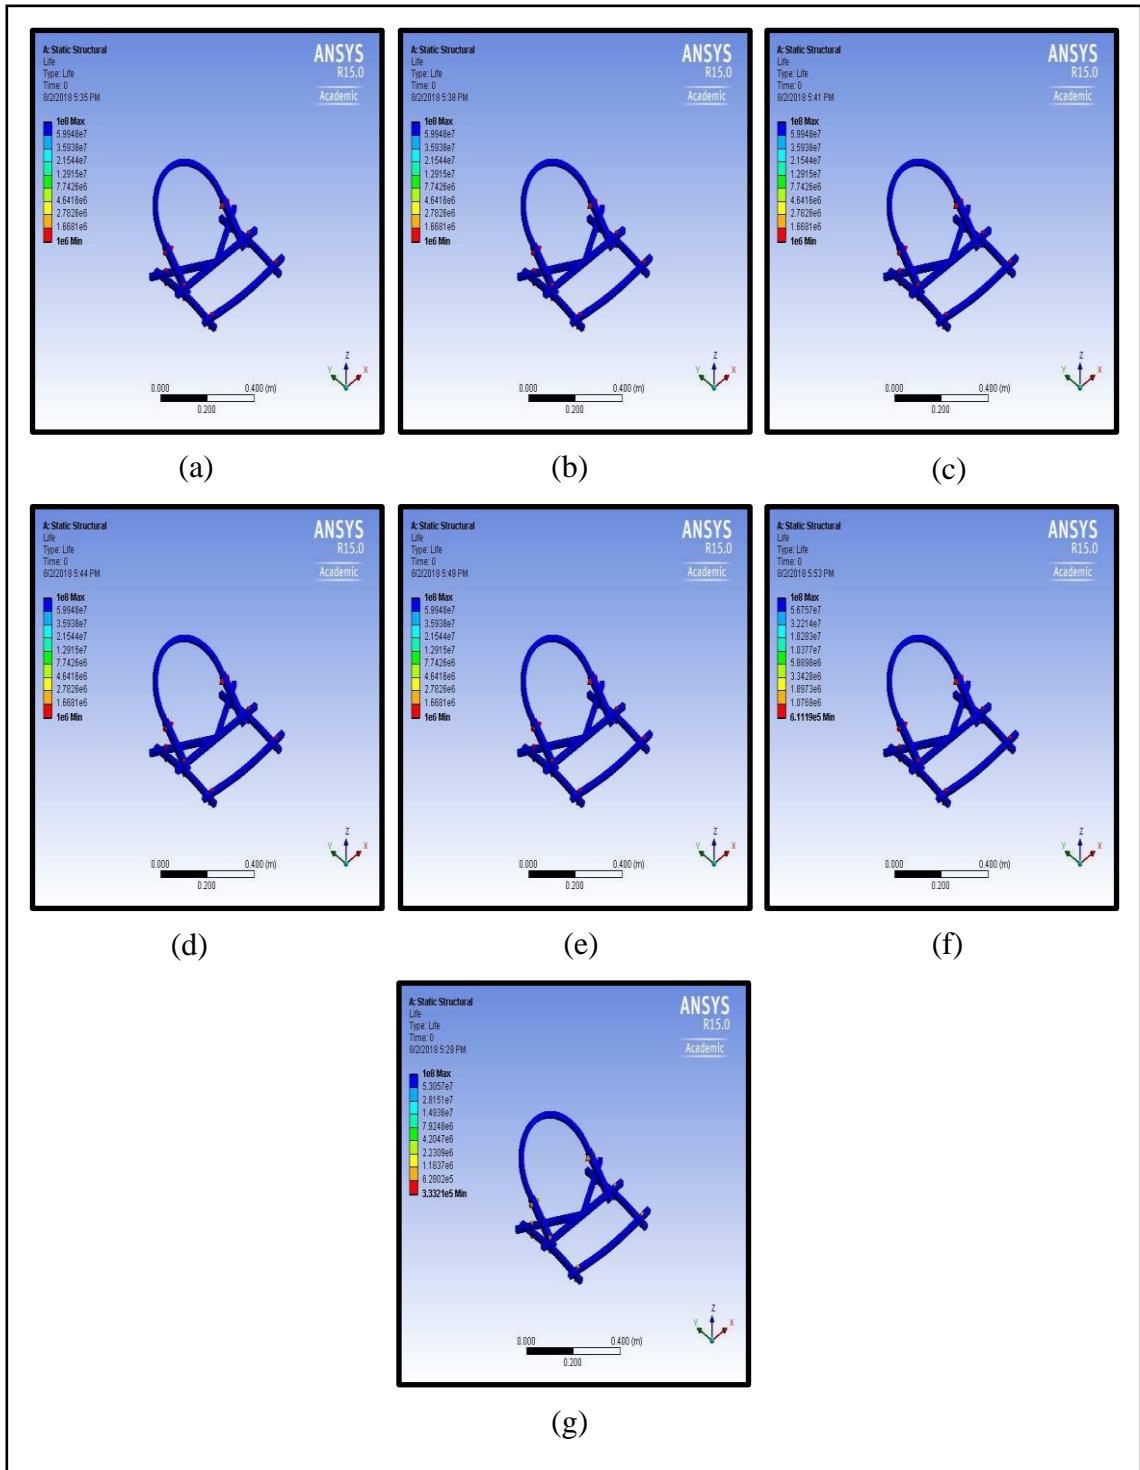 A: Static Structural
Life
Type: Life
Time: 0
8/2/2018 5:35 PM
ANSYS
R15.0
Academic
1e8 Max
5.9948e7
3.5938e7
2.1544e7
1.2915e7
7.7426e6
4.6416e6
2.7826e6
1.6681e6
1e6 Min
Z
Y
X
0.000
0.400 (m)
0.200
(a)
A: Static Structural
Life
Type: Life
Time: 0
8/2/2018 5:38 PM
ANSYS
R15.0
Academic
1e8 Max
5.9948e7
3.5938e7
2.1544e7
1.2915e7
7.7426e6
4.6416e6
2.7826e6
1.6681e6
1e6 Min
Z
Y
X
0.000
0.400 (m)
0.200
(b)
A: Static Structural
Life
Type: Life
Time: 0
8/2/2018 5:41 PM
ANSYS
R15.0
Academic
1e8 Max
5.9948e7
3.5938e7
2.1544e7
1.2915e7
7.7426e6
4.6416e6
2.7826e6
1.6681e6
1e6 Min
Z
Y
X
0.000
0.400 (m)
0.200
(c)
A: Static Structural
Life
Type: Life
Time: 0
8/2/2018 5:44 PM
ANSYS
R15.0
Academic
1e8 Max
5.9948e7
3.5938e7
2.1544e7
1.2915e7
7.7426e6
4.6416e6
2.7826e6
1.6681e6
1e6 Min
Z
Y
X
0.000
0.400 (m)
0.200
(d)
A: Static Structural
Life
Type: Life
Time: 0
8/2/2018 5:49 PM
ANSYS
R15.0
Academic
1e8 Max
5.9948e7
3.5938e7
2.1544e7
1.2915e7
7.7426e6
4.6416e6
2.7826e6
1.6681e6
1e6 Min
Z
Y
X
0.000
0.400 (m)
0.200
(e)
A: Static Structural
Life
Type: Life
Time: 0
8/2/2018 5:53 PM
ANSYS
R15.0
Academic
1e8 Max
5.6757e7
3.2214e7
1.8283e7
1.0377e7
5.8898e6
3.3428e6
1.8973e6
1.0769e6
6.1119e5 Min
Z
Y
X
0.000
0.400 (m)
0.200
(f)
A: Static Structural
Life
Type: Life
Time: 0
8/2/2018 5:29 PM
ANSYS
R15.0
Academic
1e8 Max
5.3057e7
2.8151e7
1.4936e7
7.9248e6
4.2047e6
2.2309e6
1.1837e6
6.2802e5
3.3321e5 Min
Z
Y
X
0.000
0.400 (m)
0.200
(g)